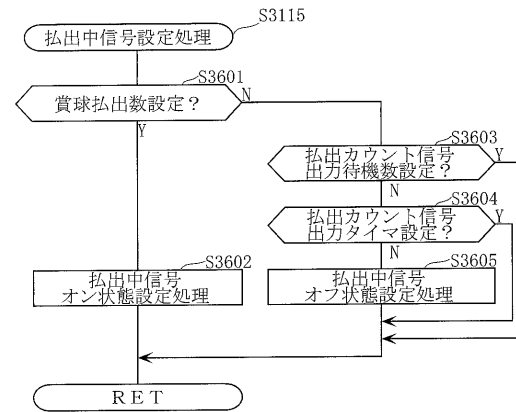 S3115
払出中信号設定処理
S3601
賞球払出数設定？
N
Y
S3603
払出カウント信号
出力待機数設定？
Y
N
S3604
払出カウント信号
出力タイマ設定？
Y
N
S3602
払出中信号
オン状態設定処理
S3605
払出中信号
オフ状態設定処理
RET